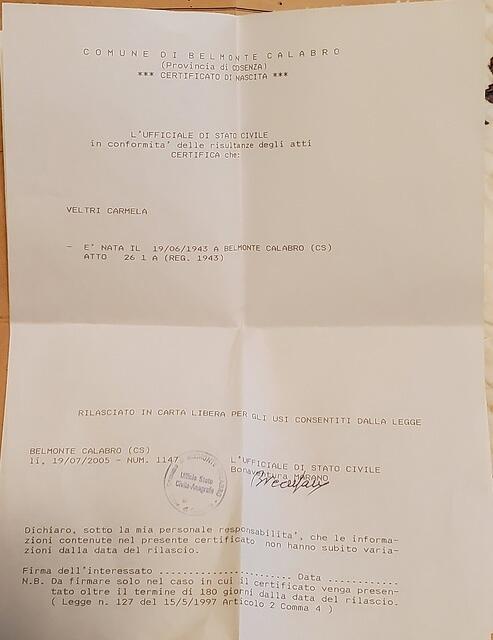 COMUNE DI BELMONTE CALABRO
(Provincia di COSENZA)
*** CERTIFICATO DI NASCITA ***
L'UFFICIALE DI STATO CIVILE
in conformita' delle risultanze degli atti
CERTIFICA che:
VELTRI CARMELA
- E' NATA IL 19/06/1943 A BELMONTE CALABRO (CS)
ATTO 26 1 A (REG. 1943)
RILASCIATO IN CARTA LIBERA PER GLI USI CONSENTITI DALLA LEGGE
BELMONTE CALABRO (CS)
li, 19/07/2005 - NUM. 1147
L'UFFICIALE DI STATO CIVILE
Bonaventura MORANO
Ufficio Stato
Civile-Anagrafe
Dichiaro, sotto la mia personale responsabilita', che le informa-
zioni contenute nel presente certificato non hanno subito varia-
zioni dalla data del rilascio.
Firma dell'interessato ...................... Data ............
N.B. Da firmare solo nel caso in cui il certificato venga presen-
tato oltre il termine di 180 giorni dalla data del rilascio.
( Legge n. 127 del 15/5/1997 Articolo 2 Comma 4 )